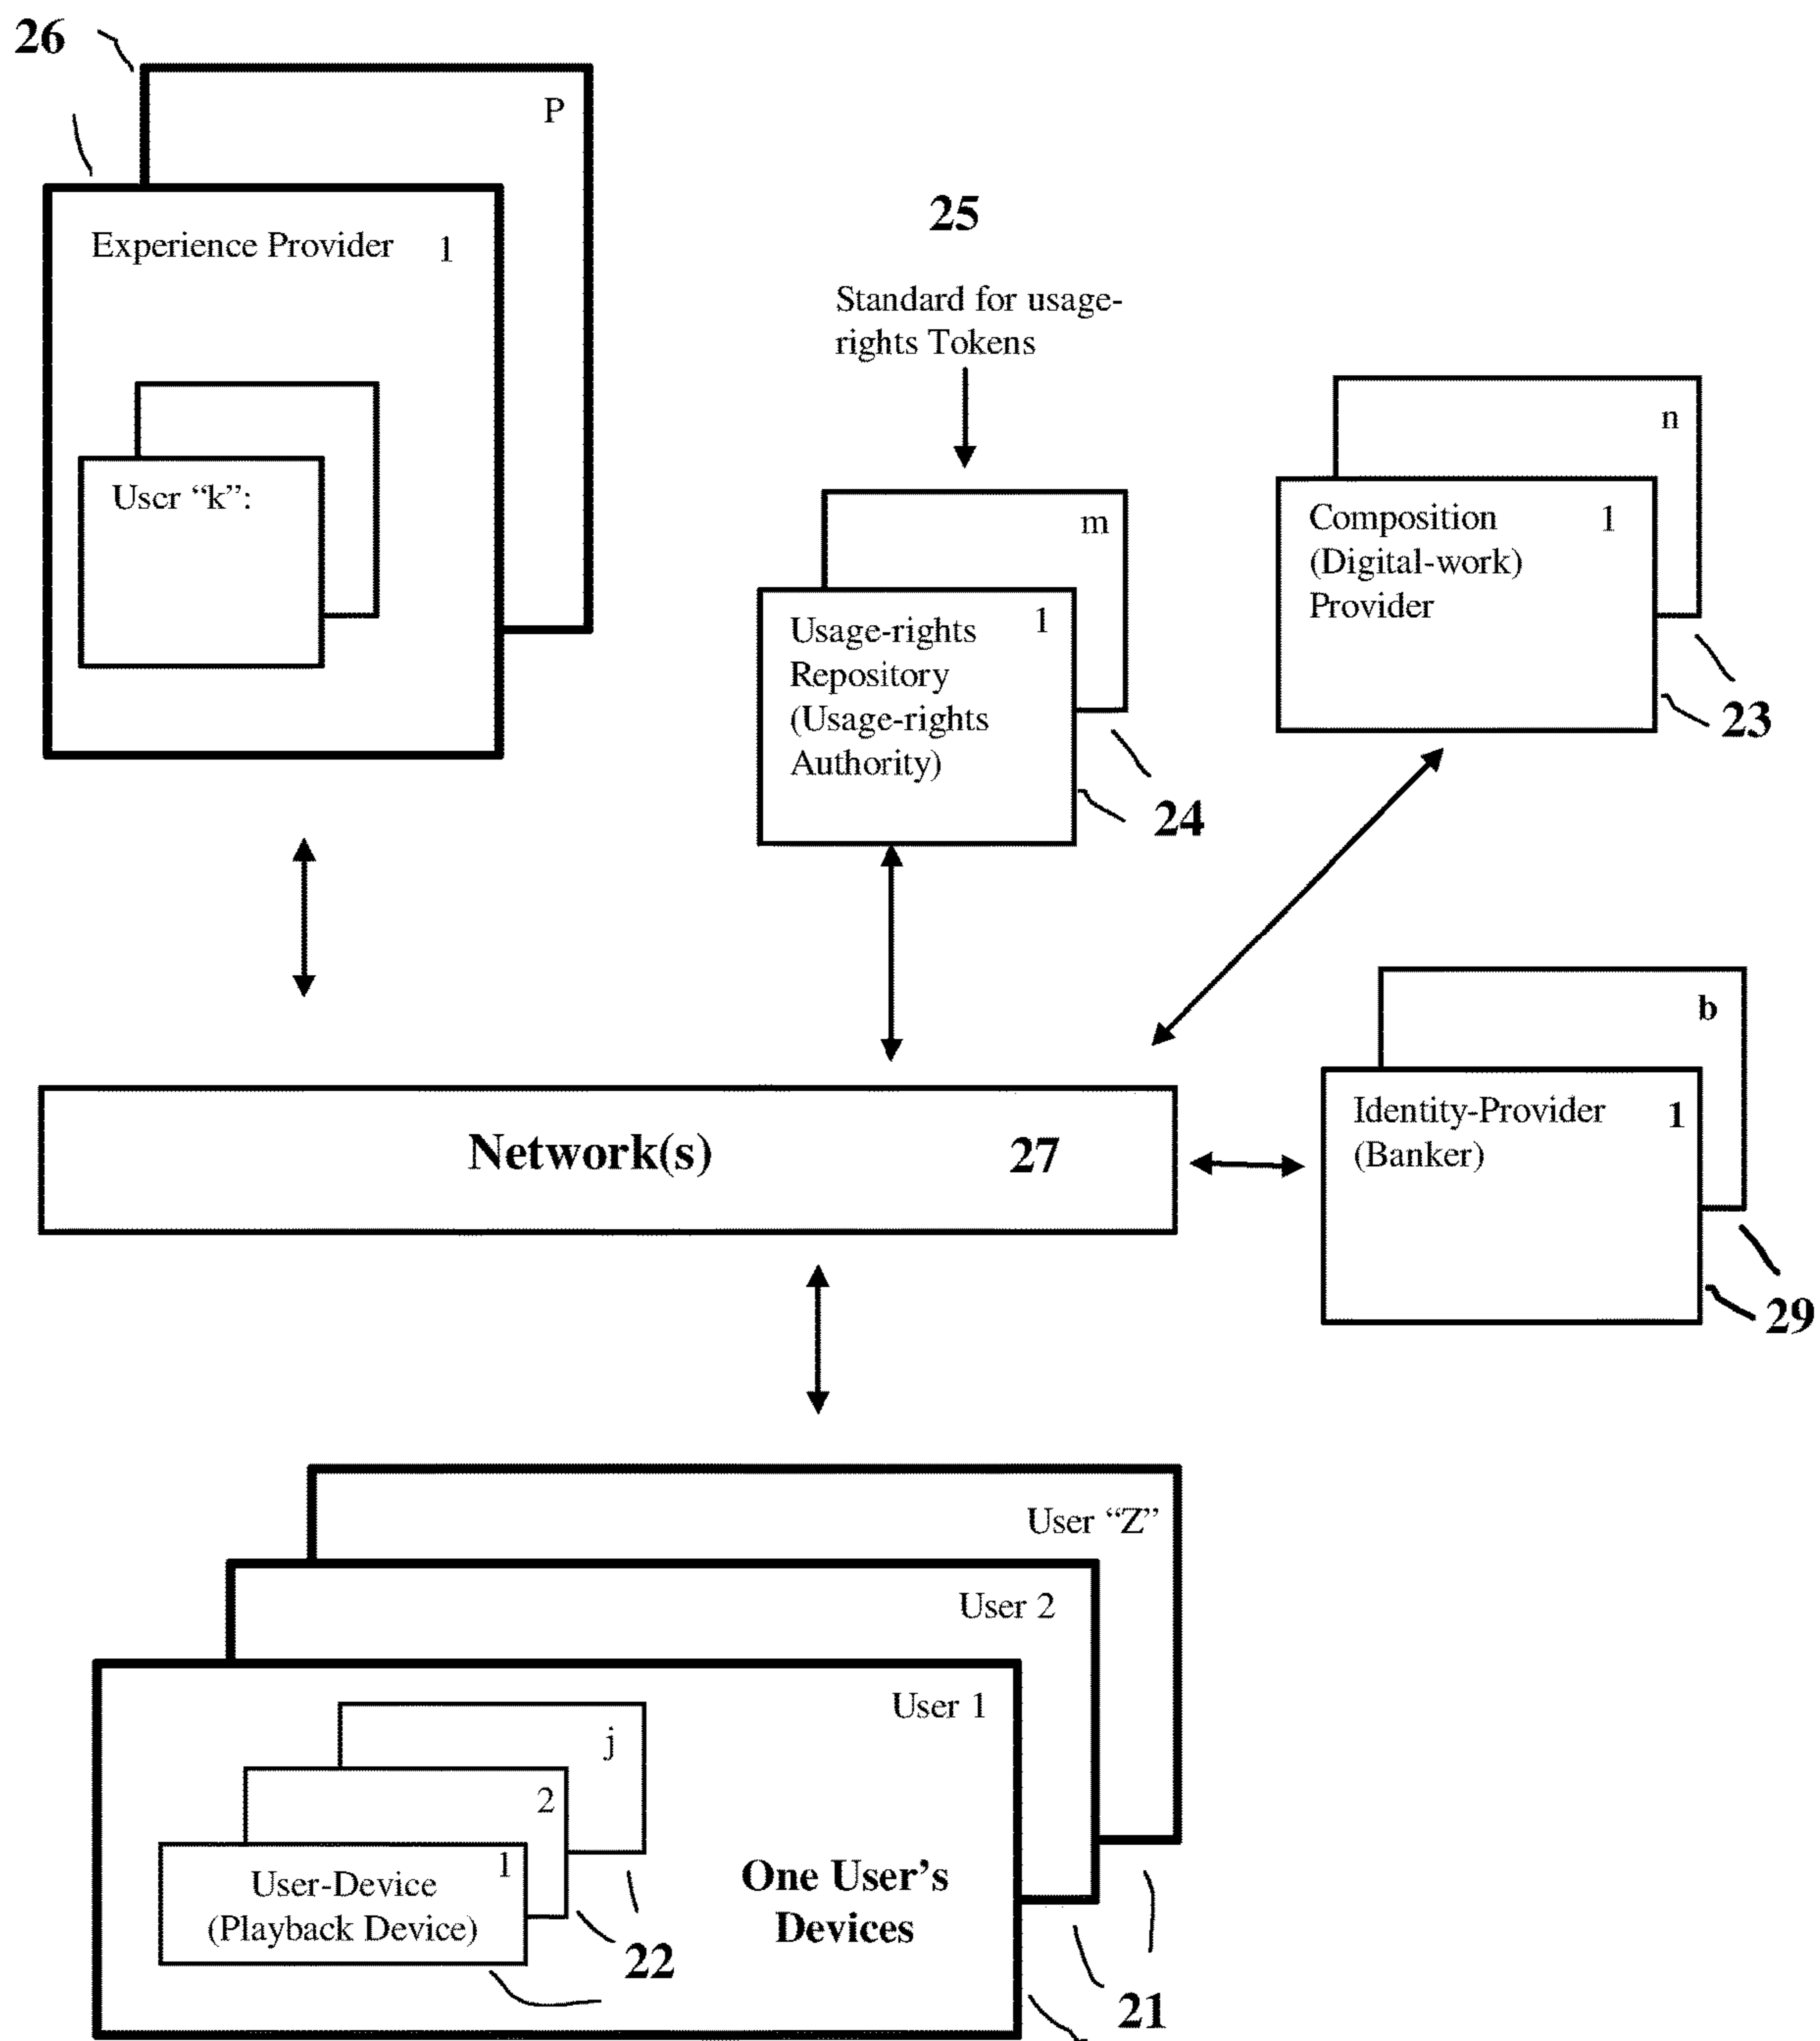 26
P
Experience Provider 1
User “k”:
25
Standard for usage-
rights Tokens
m
Usage-rights 1
Repository
(Usage-rights
Authority)
24
n
Composition 1
(Digital-work)
Provider
23
b
Identity-Provider 1
(Banker)
29
Network(s) 27
User “Z”
User 2
User 1
j
2
1
User-Device
(Playback Device)
22
One User’s
Devices
21